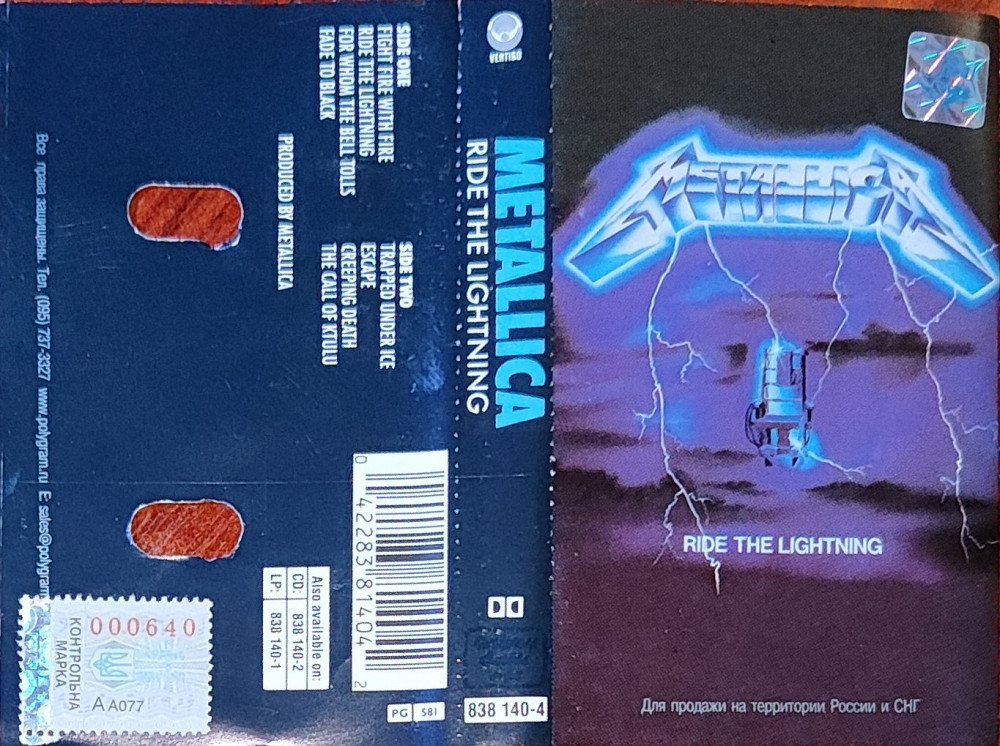 METALLICA
RIDE THE LIGHTNING
Для продажи на территории России и СНГ
VERTIGO
METALLICA
RIDE THE LIGHTNING
838 140-4
SIDE ONE
FIGHT FIRE WITH FIRE
RIDE THE LIGHTNING
FOR WHOM THE BELL TOLLS
FADE TO BLACK
SIDE TWO
TRAPPED UNDER ICE
ESCAPE
CREEPING DEATH
THE CALL OF KTULU
PRODUCED BY METALLICA
0 42283 81404 2
PG 581
Also available on:
CD: 838 140-2
LP: 838 140-1
Все права защищены Тел. (095) 737-3327 www.polygram.ru E: sales@polygram
000640
КОНТРОЛЬНА
МАРКА
А А077